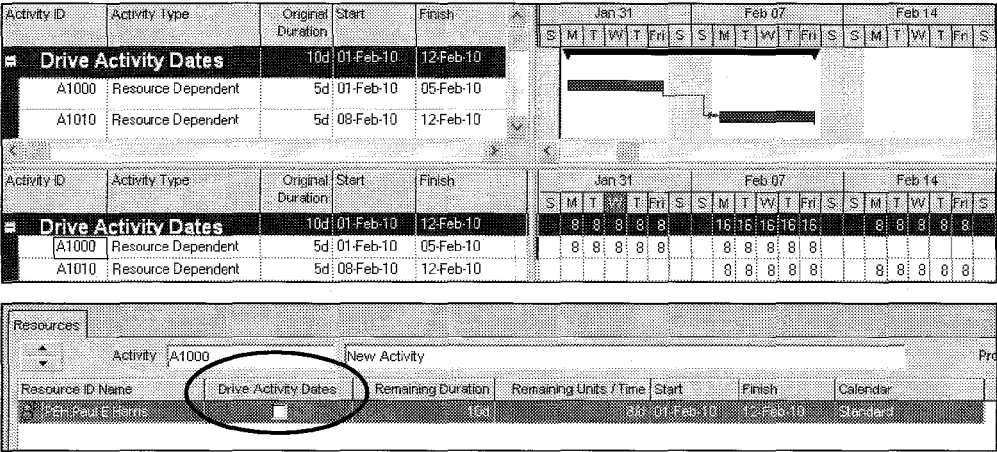 Activity ID Activity Type Original Duration Start Finish Jan 31 Feb 07 Feb 14
S M T W T Fri S S M T W T Fri S S M T W T Fri S
Drive Activity Dates 10d 01-Feb-10 12-Feb-10
A1000 Resource Dependent 5d 01-Feb-10 05-Feb-10
A1010 Resource Dependent 5d 08-Feb-10 12-Feb-10
Activity ID Activity Type Original Duration Start Finish Jan 31 Feb 07 Feb 14
S M T W T Fri S S M T W T Fri S S M T W T Fri S
Drive Activity Dates 10d 01-Feb-10 12-Feb-10 8 8 8 8 8 16 16 16 16 16 8 8 8 8 8
A1000 Resource Dependent 5d 01-Feb-10 05-Feb-10 8 8 8 8 8 8 8 8 8 8
A1010 Resource Dependent 5d 08-Feb-10 12-Feb-10 8 8 8 8 8 8 8 8 8 8
Resources
Activity A1000 New Activity Pro
Resource ID Name Drive Activity Dates Remaining Duration Remaining Units / Time Start Finish Calendar
PEH Paul E Harris 10d 01-Feb-10 12-Feb-10 Standard